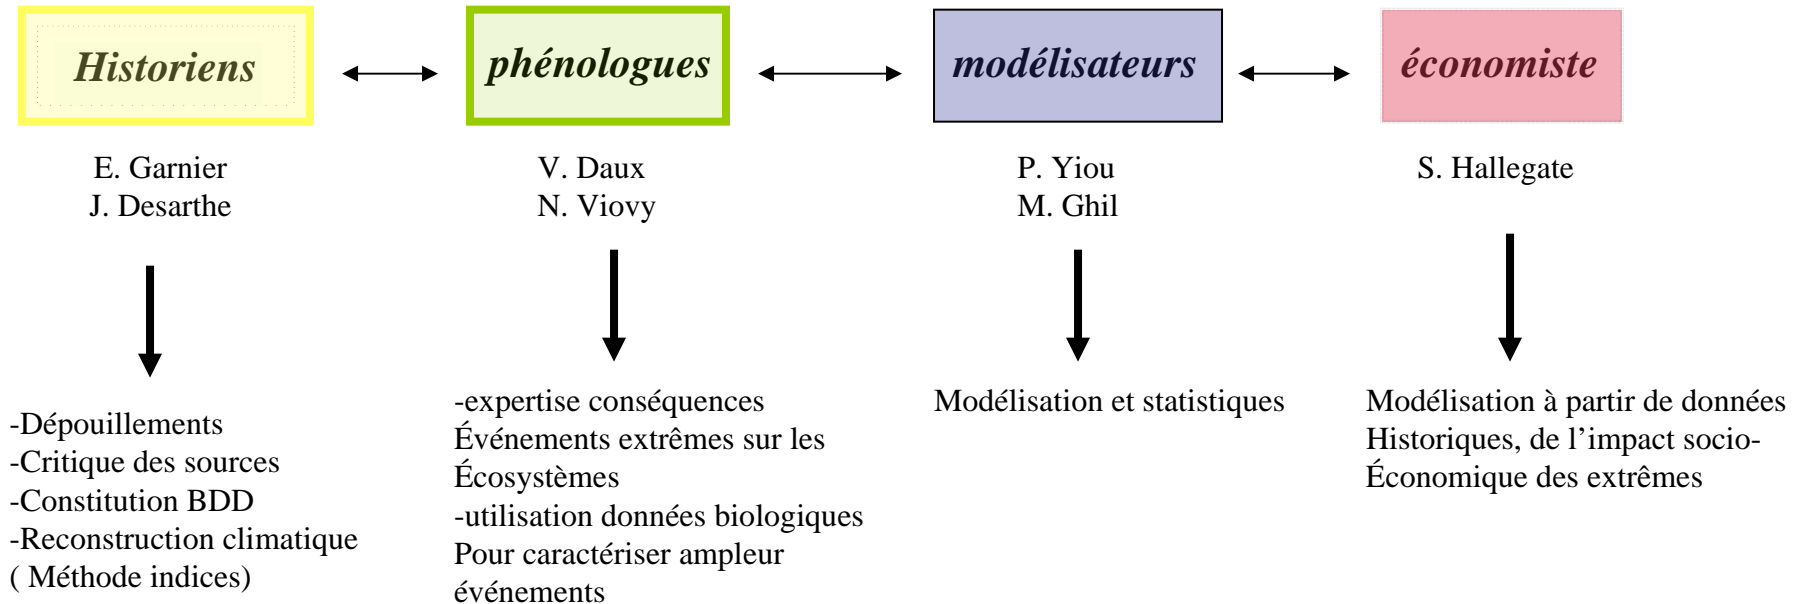 Historiens
phénologues
modélisateurs
économiste
E. Garnier
J. Desarthe
V. Daux
N. Viovy
P. Yiou
M. Ghil
S. Hallegate
-Dépouillements
-Critique des sources
-Constitution BDD
-Reconstruction climatique
( Méthode indices)
-expertise conséquences
Événements extrêmes sur les
Écosystèmes
-utilisation données biologiques
Pour caractériser ampleur
événements
Modélisation et statistiques
Modélisation à partir de données
Historiques, de l’impact socio-
Économique des extrêmes